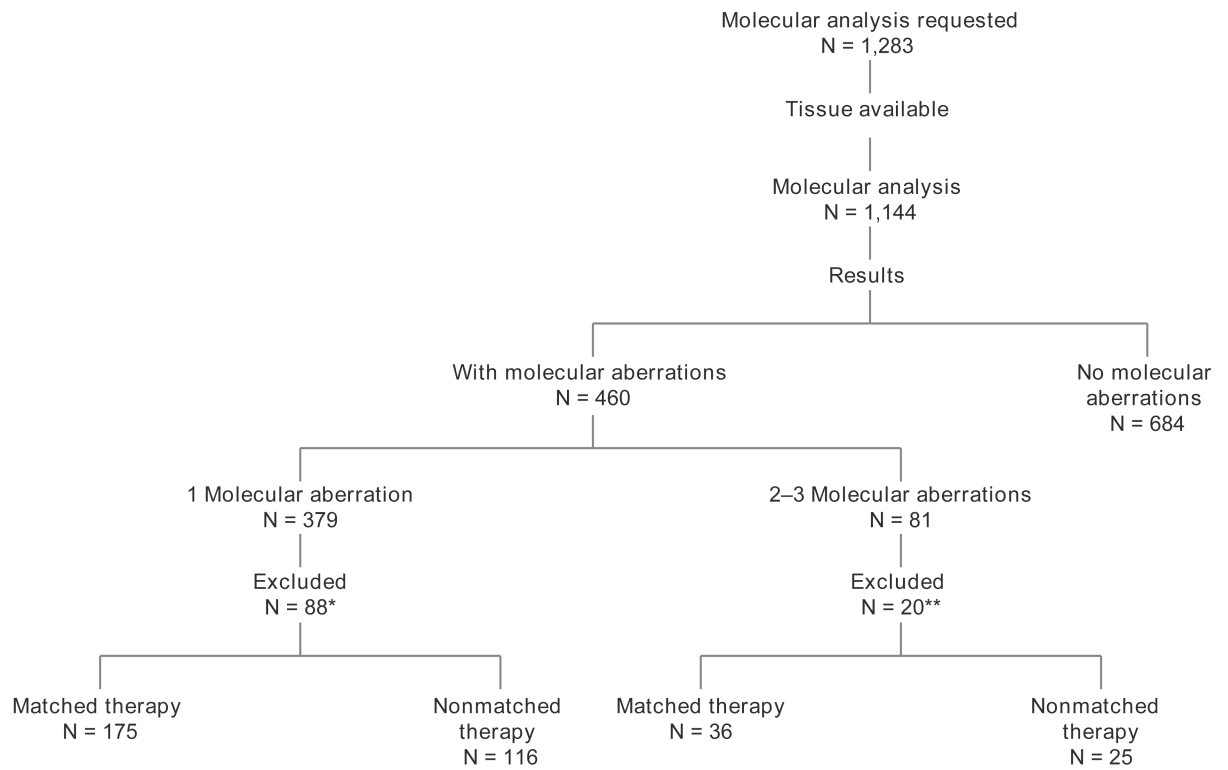 Molecular analysis requested
N = 1,283
Tissue available
Molecular analysis
N = 1,144
Results
With molecular aberrations
N = 460
No molecular
aberrations
N = 684
1 Molecular aberration
N = 379
2–3 Molecular aberrations
N = 81
Excluded
N = 88*
Excluded
N = 20**
Matched therapy
N = 175
Nonmatched
therapy
N = 116
Matched therapy
N = 36
Nonmatched
therapy
N = 25